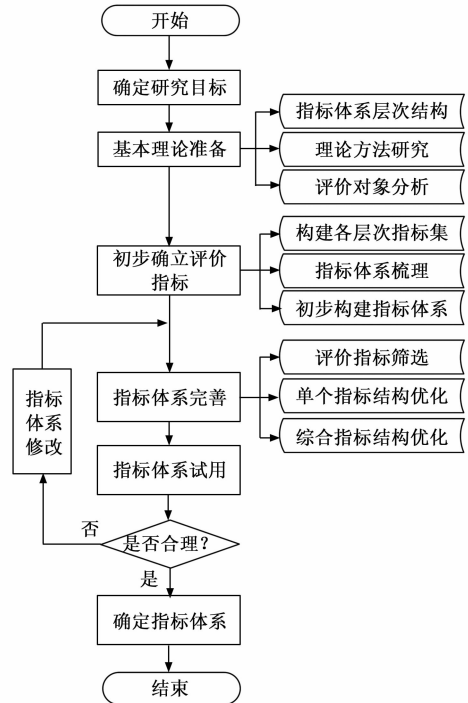 开始
确定研究目标
基本理论准备
指标体系层次结构
理论方法研究
评价对象分析
初步确立评价
指标
构建各层次指标集
指标体系梳理
初步构建指标体系
指标体系完善
评价指标筛选
单个指标结构优化
综合指标结构优化
指标
体系
修改
指标体系试用
否
是否合理？
是
确定指标体系
结束